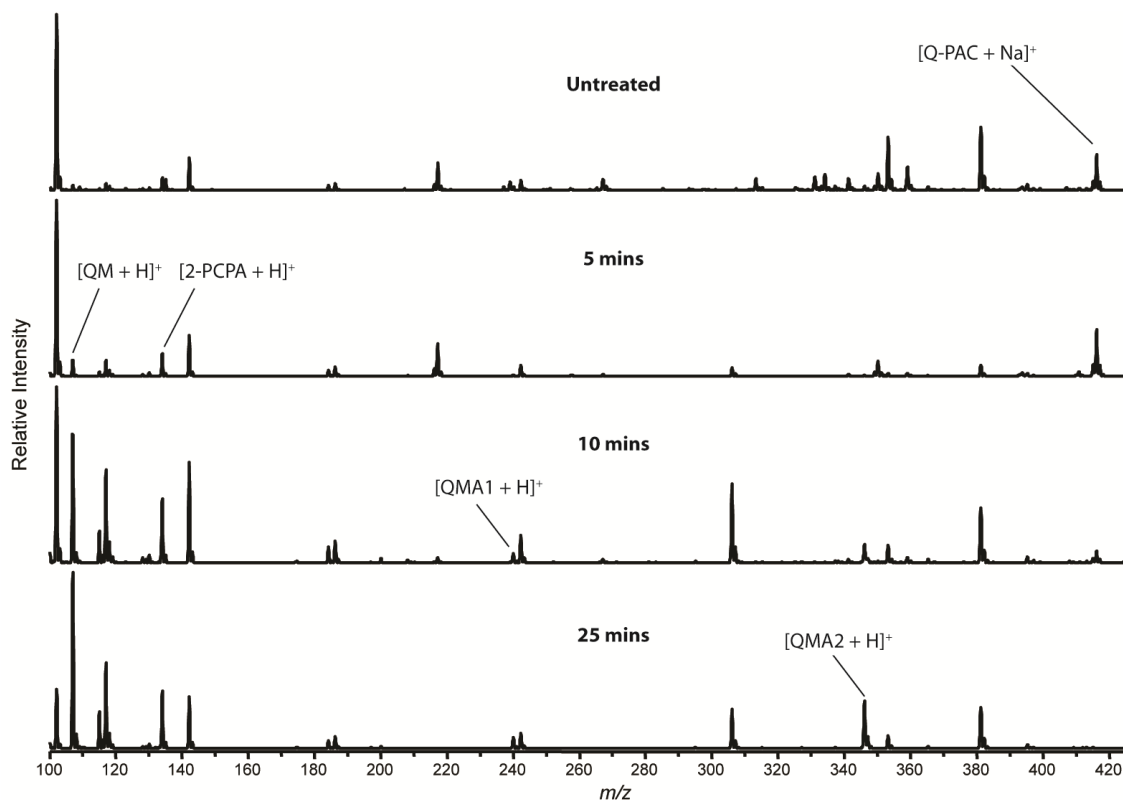 [Q-PAC + Na]⁺
Untreated
5 mins
[QM + H]⁺ [2-PCPA + H]⁺
10 mins
[QMA1 + H]⁺
25 mins
[QMA2 + H]⁺
Relative Intensity
100 120 140 160 180 200 220 240 260 280 300 320 340 360 380 400 420
m/z